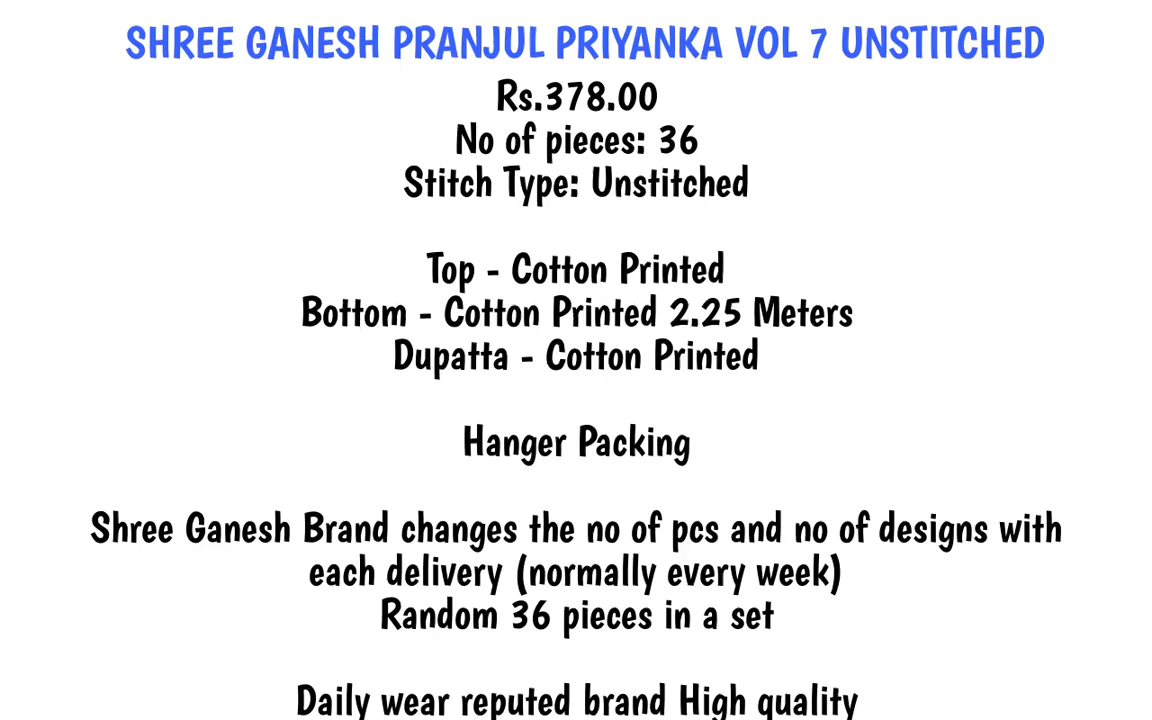 SHREE GANESH PRANJUL PRIYANKA VOL 7 UNSTITCHED
Rs.378.00
No of pieces: 36
Stitch Type: Unstitched
Top - Cotton Printed
Bottom - Cotton Printed 2.25 Meters
Dupatta - Cotton Printed
Hanger Packing
Shree Ganesh Brand changes the no of pcs and no of designs with
each delivery (normally every week)
Random 36 pieces in a set
Daily wear reputed brand High quality